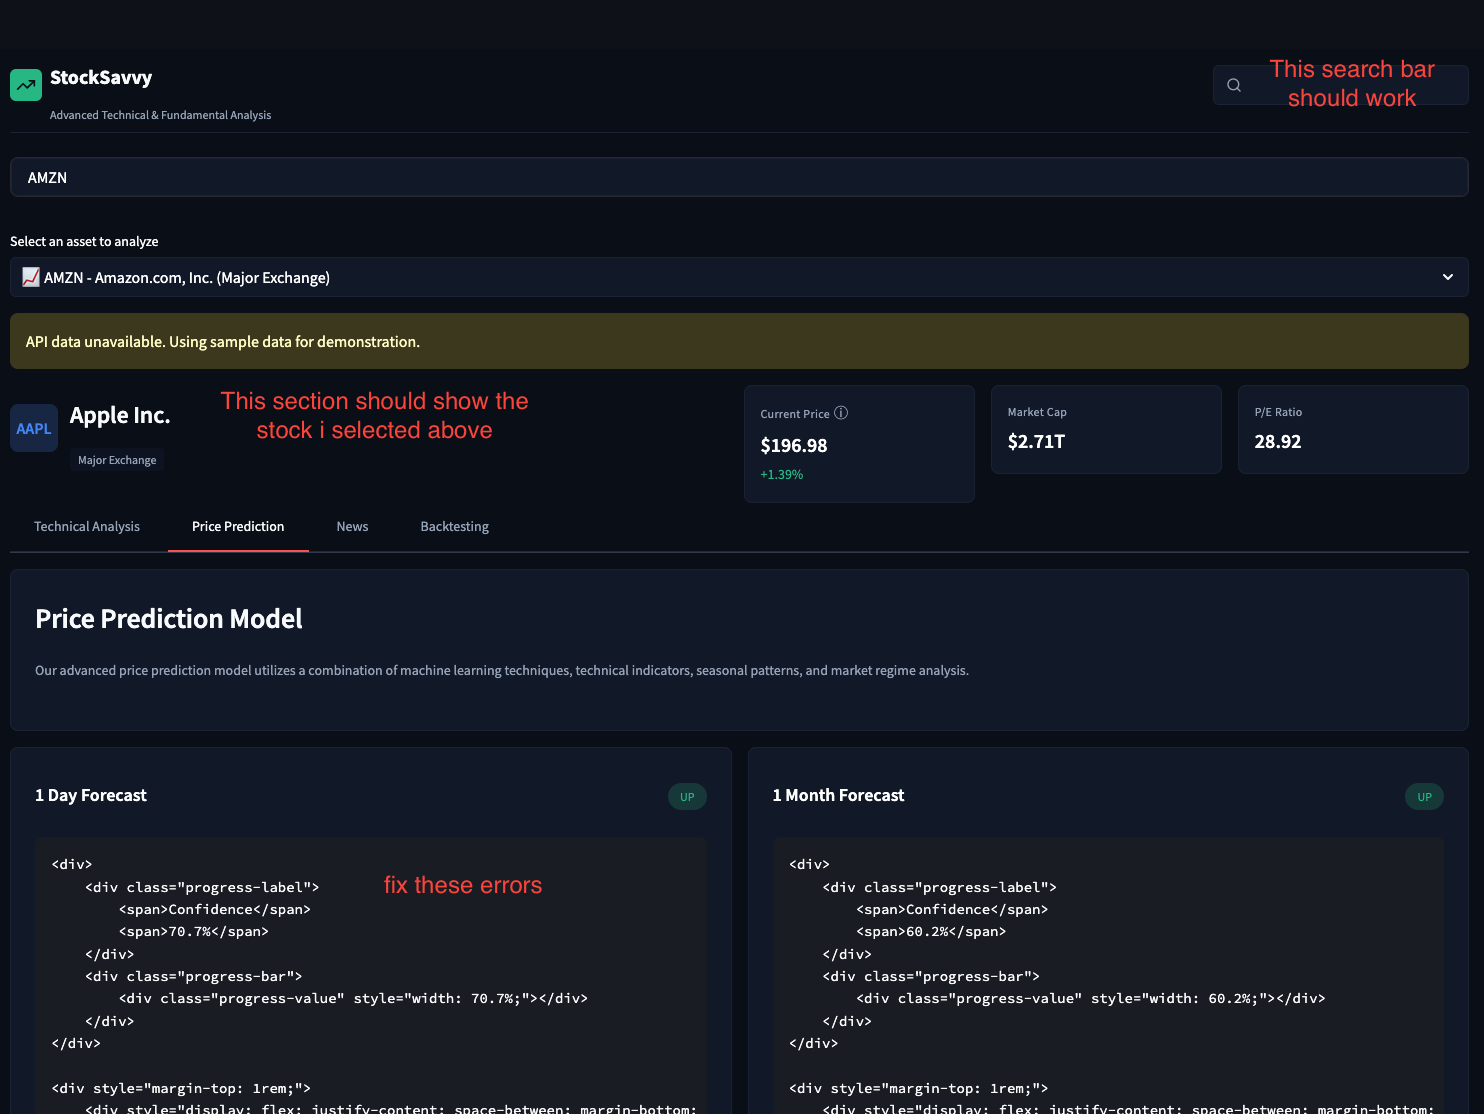 StockSavvy
Advanced Technical & Fundamental Analysis
This search bar
should work
AMZN
Select an asset to analyze
AMZN - Amazon.com, Inc. (Major Exchange)
API data unavailable. Using sample data for demonstration.
AAPL
Apple Inc.
Major Exchange
This section should show the
stock i selected above
Current Price
$196.98
+1.39%
Market Cap
$2.71T
P/E Ratio
28.92
Technical Analysis
Price Prediction
News
Backtesting
Price Prediction Model
Our advanced price prediction model utilizes a combination of machine learning techniques, technical indicators, seasonal patterns, and market regime analysis.
1 Day Forecast
UP
<div>
<div class="progress-label">
<span>Confidence</span>
<span>70.7%</span>
</div>
<div class="progress-bar">
<div class="progress-value" style="width: 70.7%;"></div>
</div>
</div>
<div style="margin-top: 1rem;">
<div style="display: flex; justify-content: space-between; margin-bottom:
fix these errors
1 Month Forecast
UP
<div>
<div class="progress-label">
<span>Confidence</span>
<span>60.2%</span>
</div>
<div class="progress-bar">
<div class="progress-value" style="width: 60.2%;"></div>
</div>
</div>
<div style="margin-top: 1rem;">
<div style="display: flex; justify-content: space-between; margin-bottom: